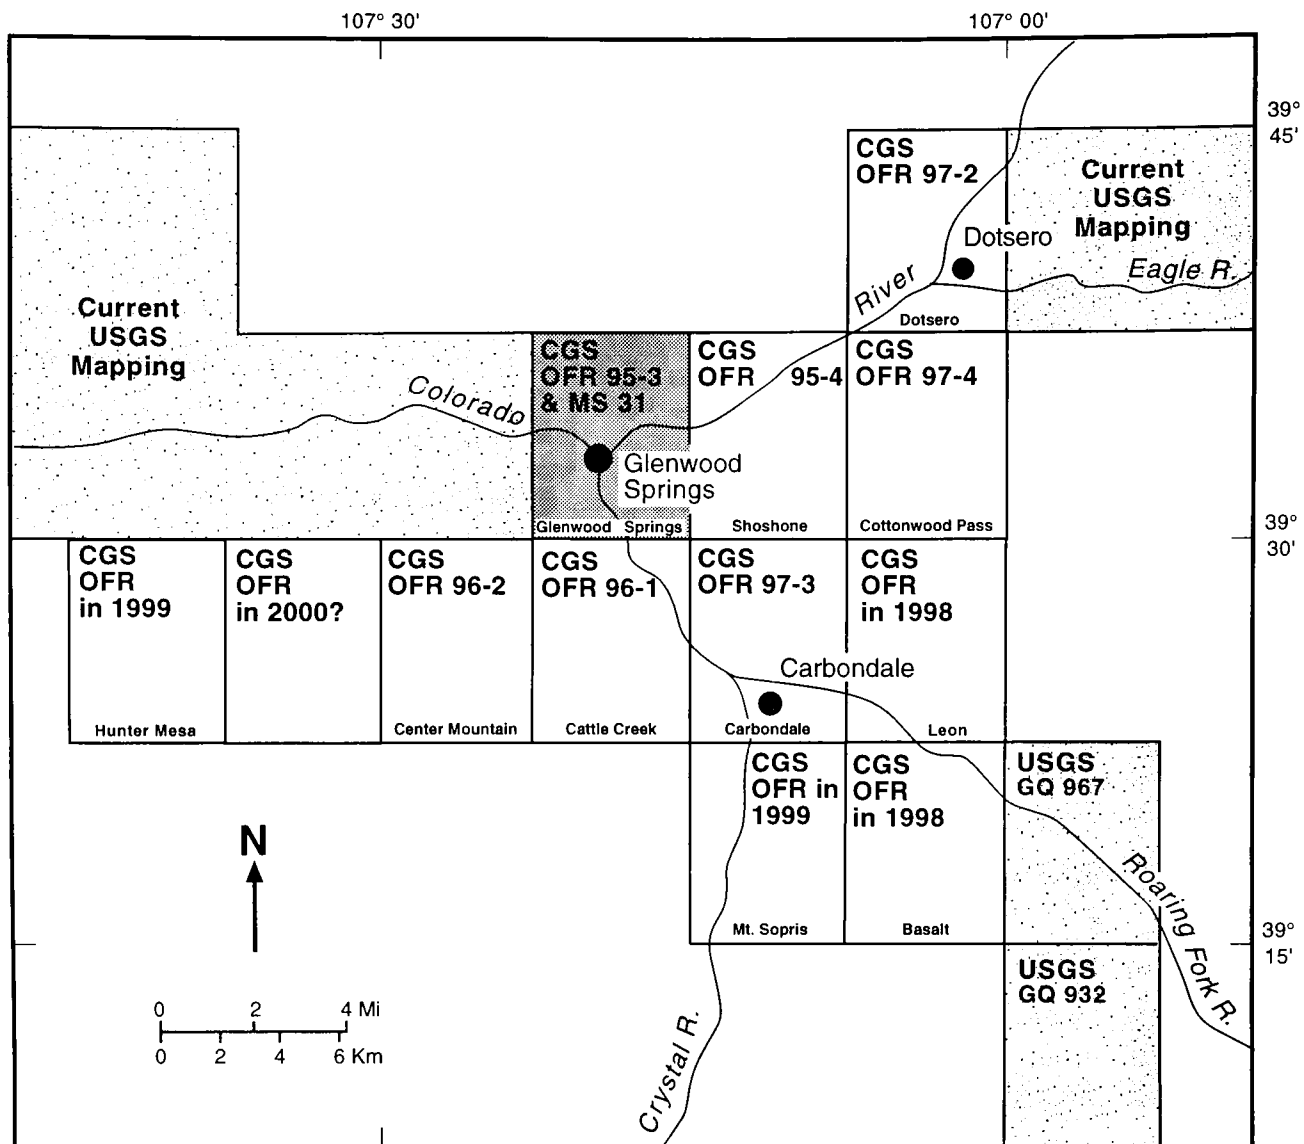 107° 30'
107° 00'
39°
45'
CGS
OFR 97-2
Current
USGS
Mapping
Dotsero
Eagle R.
River
Dotsero
Current
USGS
Mapping
Colorado
CGS
OFR 95-3
& MS 31
CGS
OFR 95-4
CGS
OFR 97-4
Glenwood
Springs
Glenwood Springs
Shoshone
Cottonwood Pass
39°
30'
CGS
OFR
in 1999
CGS
OFR
in 2000?
CGS
OFR 96-2
CGS
OFR 96-1
CGS
OFR 97-3
CGS
OFR
in 1998
Carbondale
Hunter Mesa
Center Mountain
Cattle Creek
Carbondale
Leon
CGS
OFR in
1999
CGS
OFR
in 1998
USGS
GQ 967
N
Roaring Fork R.
Mt. Sopris
Basalt
39°
15'
USGS
GQ 932
0 2 4 Mi
0 2 4 6 Km
Crystal R.